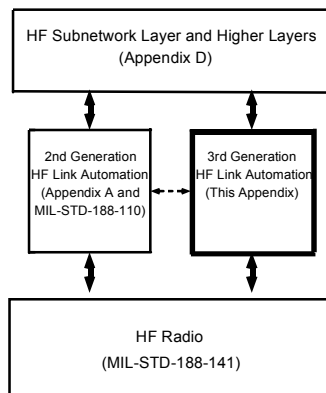 HF Subnetwork Layer and Higher Layers
(Appendix D)
2nd Generation
HF Link Automation
(Appendix A and
MIL-STD-188-110)
3rd Generation
HF Link Automation
(This Appendix)
HF Radio
(MIL-STD-188-141)